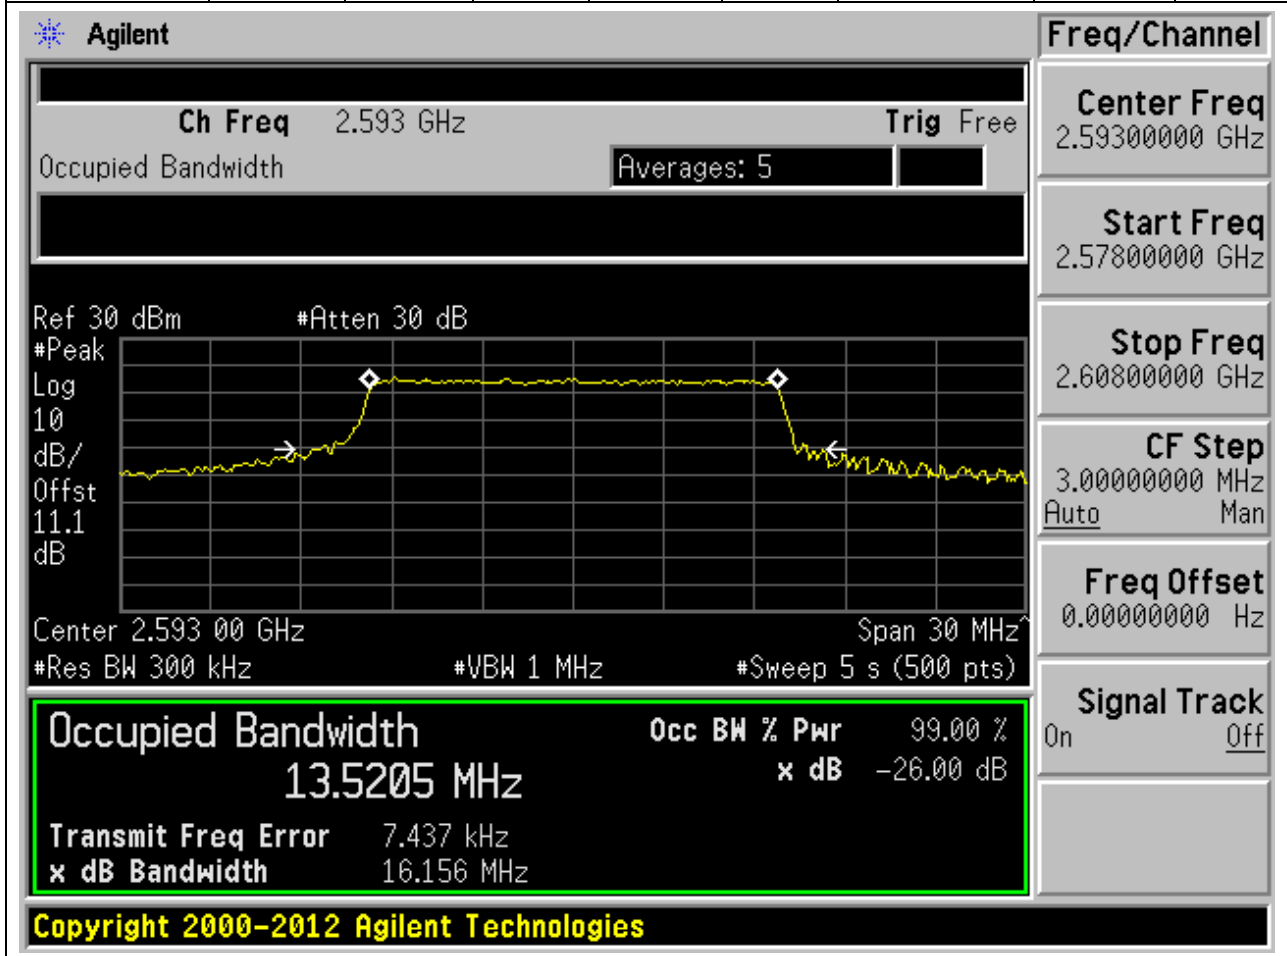 Agilent
Freq/Channel
Ch Freq 2.593 GHz Trig Free
Occupied Bandwidth Averages: 5
Center Freq
2.59300000 GHz
Start Freq
2.57800000 GHz
Stop Freq
2.60800000 GHz
CF Step
3.00000000 MHz
Auto Man
Freq Offset
0.00000000 Hz
Signal Track
On Off
Ref 30 dBm #Atten 30 dB
#Peak
Log
10
dB/
Offst
11.1
dB
Center 2.593 00 GHz Span 30 MHz^
#Res BW 300 kHz #VBW 1 MHz #Sweep 5 s (500 pts)
Occupied Bandwidth Occ BW % Pwr 99.00 %
13.5205 MHz x dB -26.00 dB
Transmit Freq Error 7.437 kHz
x dB Bandwidth 16.156 MHz
Copyright 2000-2012 Agilent Technologies